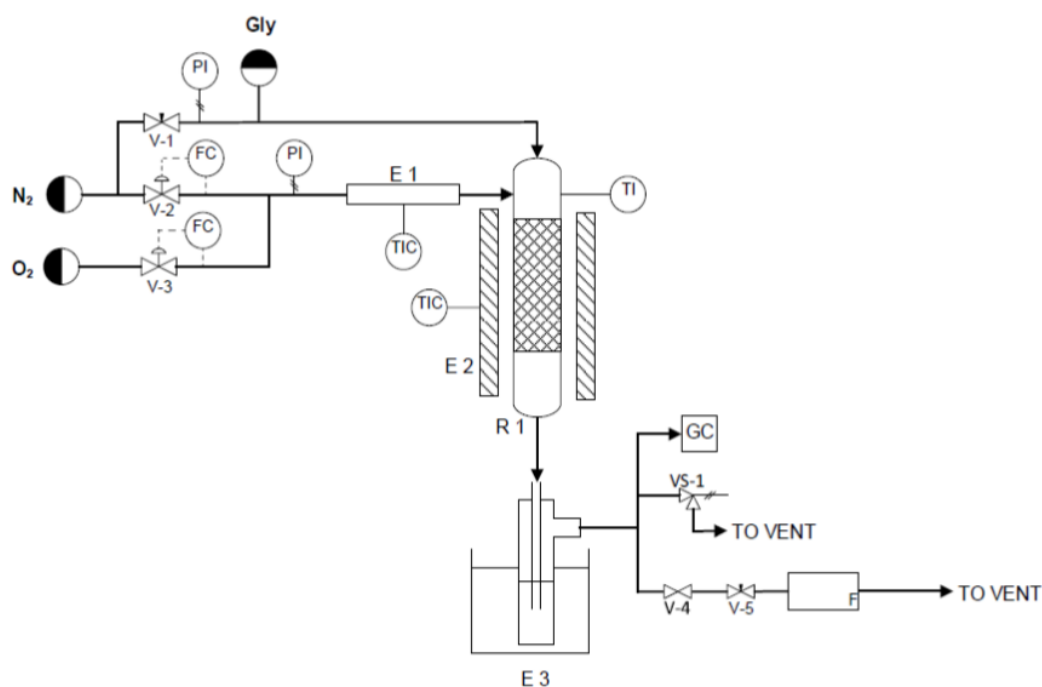 Gly
PI
V-1
FC
PI
E 1
N₂
V-2
TI
FC
TIC
O₂
V-3
TIC
E 2
R 1
GC
VS-1
TO VENT
V-4
V-5
F
TO VENT
E 3